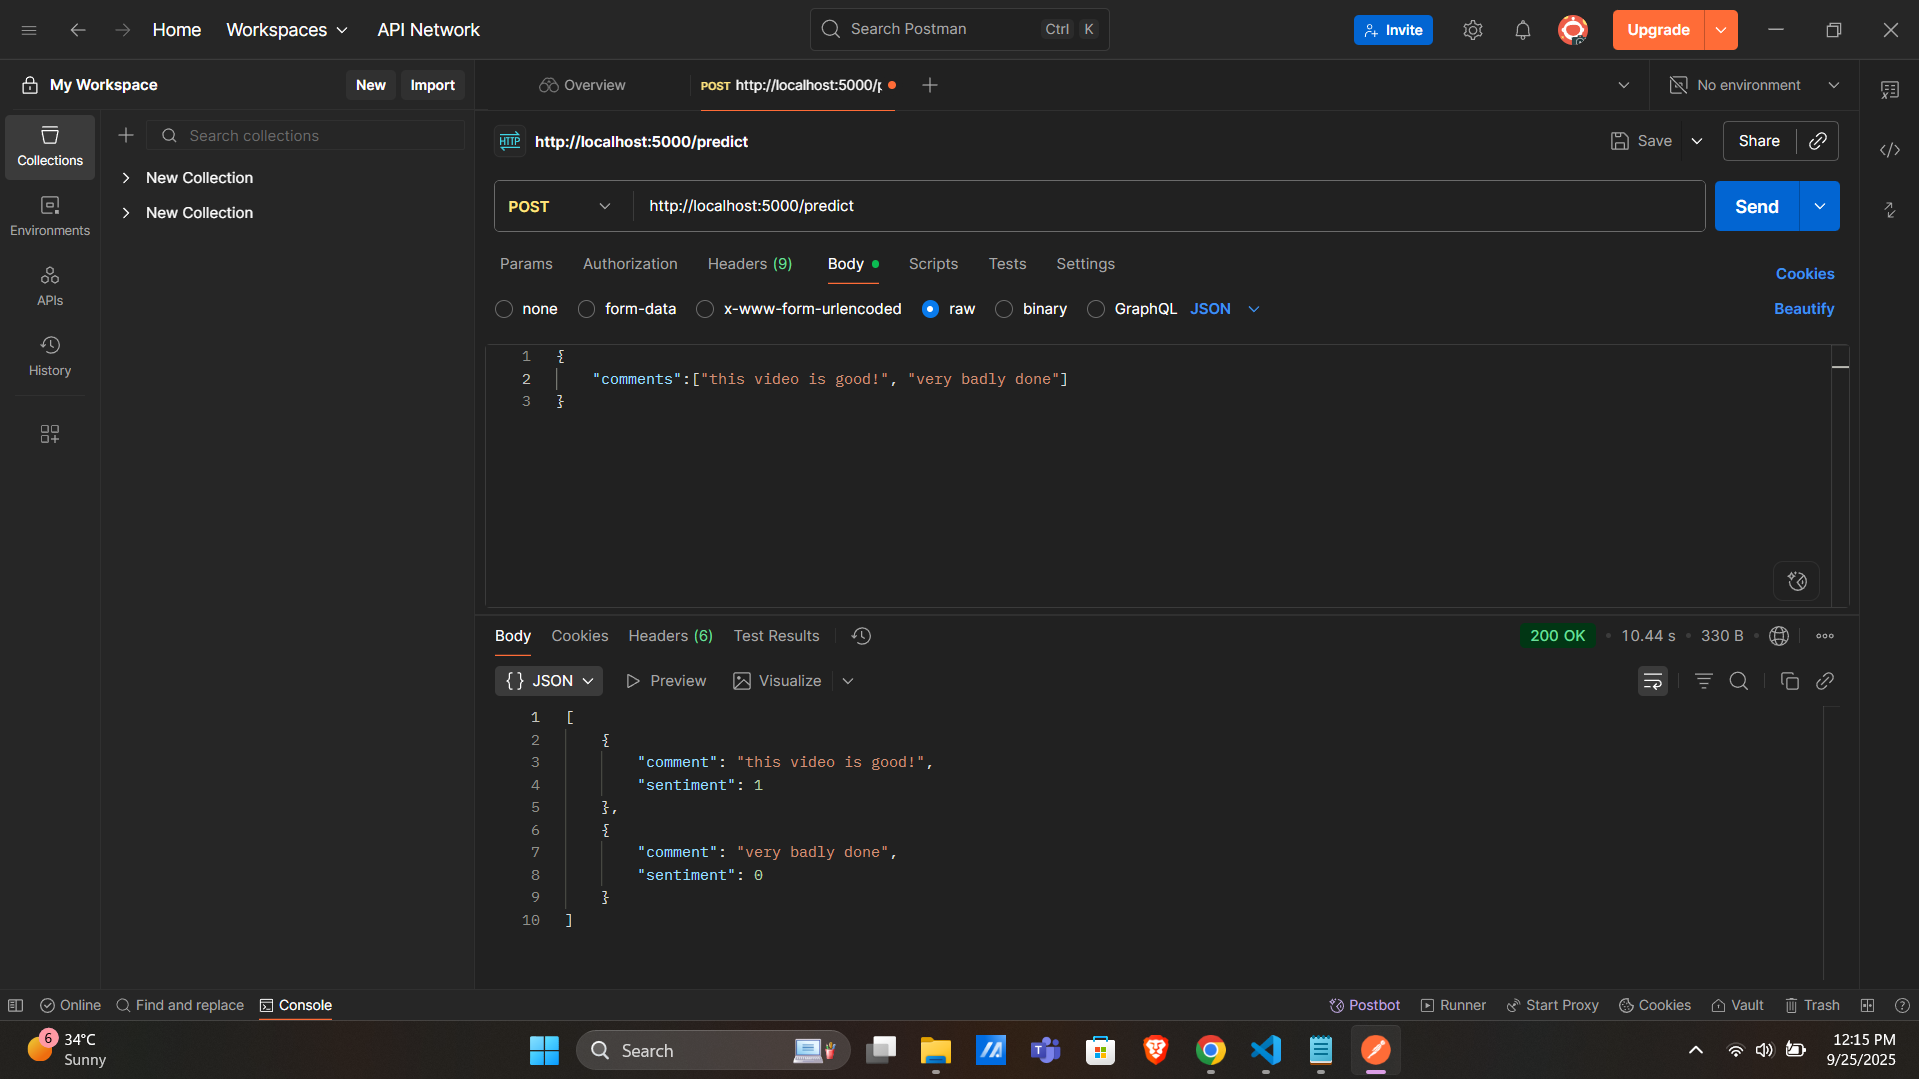 Home Workspaces API Network Search Postman Ctrl K Invite Upgrade
My Workspace New Import Overview POST http://localhost:5000/p No environment
Collections
Environments
APIs
History
Search collections
New Collection
New Collection
HTTP http://localhost:5000/predict Save Share
POST http://localhost:5000/predict Send
Params Authorization Headers (9) Body Scripts Tests Settings Cookies
none form-data x-www-form-urlencoded raw binary GraphQL JSON Beautify
1 {
2 "comments":["this video is good!", "very badly done"]
3 }
Body Cookies Headers (6) Test Results 200 OK 10.44 s 330 B
{} JSON Preview Visualize
1 [
2 {
3 "comment": "this video is good!",
4 "sentiment": 1
5 },
6 {
7 "comment": "very badly done",
8 "sentiment": 0
9 }
10 ]
Online Find and replace Console Postbot Runner Start Proxy Cookies Vault Trash
6 34°C
Sunny
Search
12:15 PM
9/25/2025